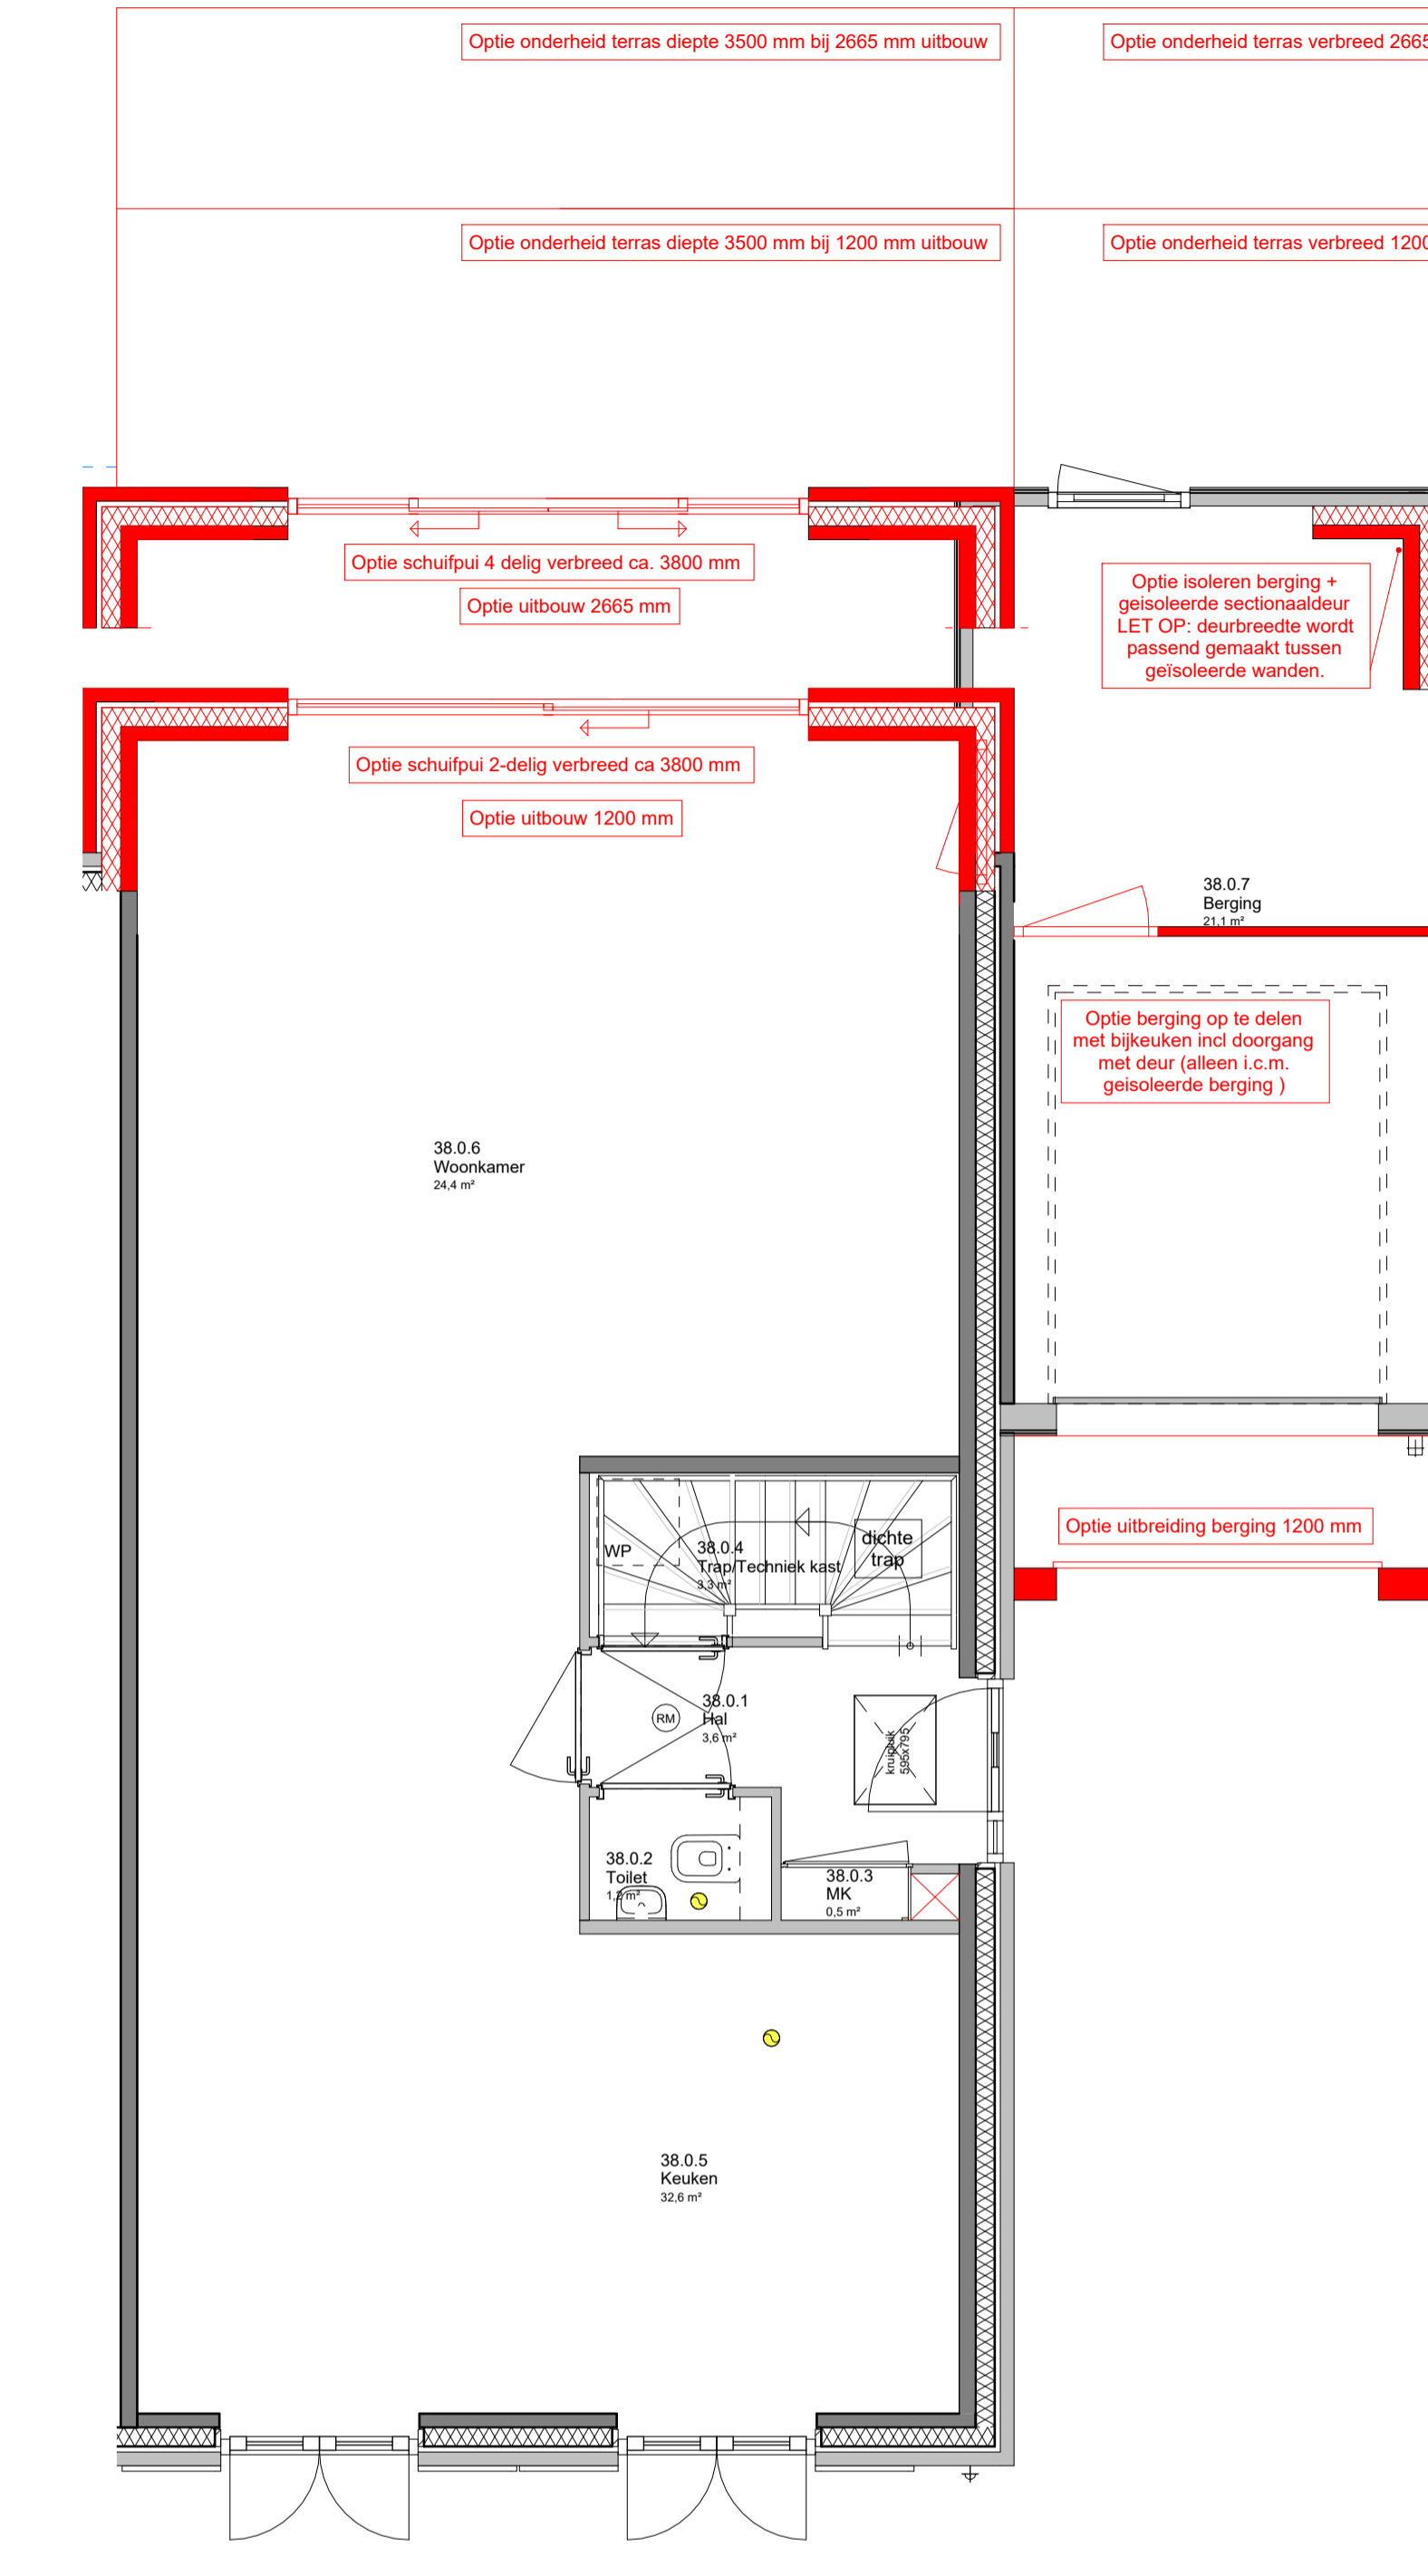 Optie onderheid terras diepte 3500 mm bij 2665 mm uitbouw
Optie onderheid terras verbreed 2665
Optie onderheid terras diepte 3500 mm bij 1200 mm uitbouw
Optie onderheid terras verbreed 1200
Optie schuifpui 4 delig verbreed ca. 3800 mm
Optie uitbouw 2665 mm
Optie isoleren berging +
geisoleerde sectionaaldeur
LET OP: deurbreedte wordt
passend gemaakt tussen
geïsoleerde wanden.
Optie schuifpui 2-delig verbreed ca 3800 mm
Optie uitbouw 1200 mm
38.0.7
Berging
21,1 m²
Optie berging op te delen
met bijkeuken incl doorgang
met deur (alleen i.c.m.
geisoleerde berging )
38.0.6
Woonkamer
24,4 m²
Optie uitbreiding berging 1200 mm
WP
38.0.4
Trap/Techniek kast
3,3 m²
dichte
trap
RM
38.0.1
Hal
3,6 m²
kruipluik
595x795
38.0.2
Toilet
1,2 m²
38.0.3
MK
0,5 m²
38.0.5
Keuken
32,6 m²